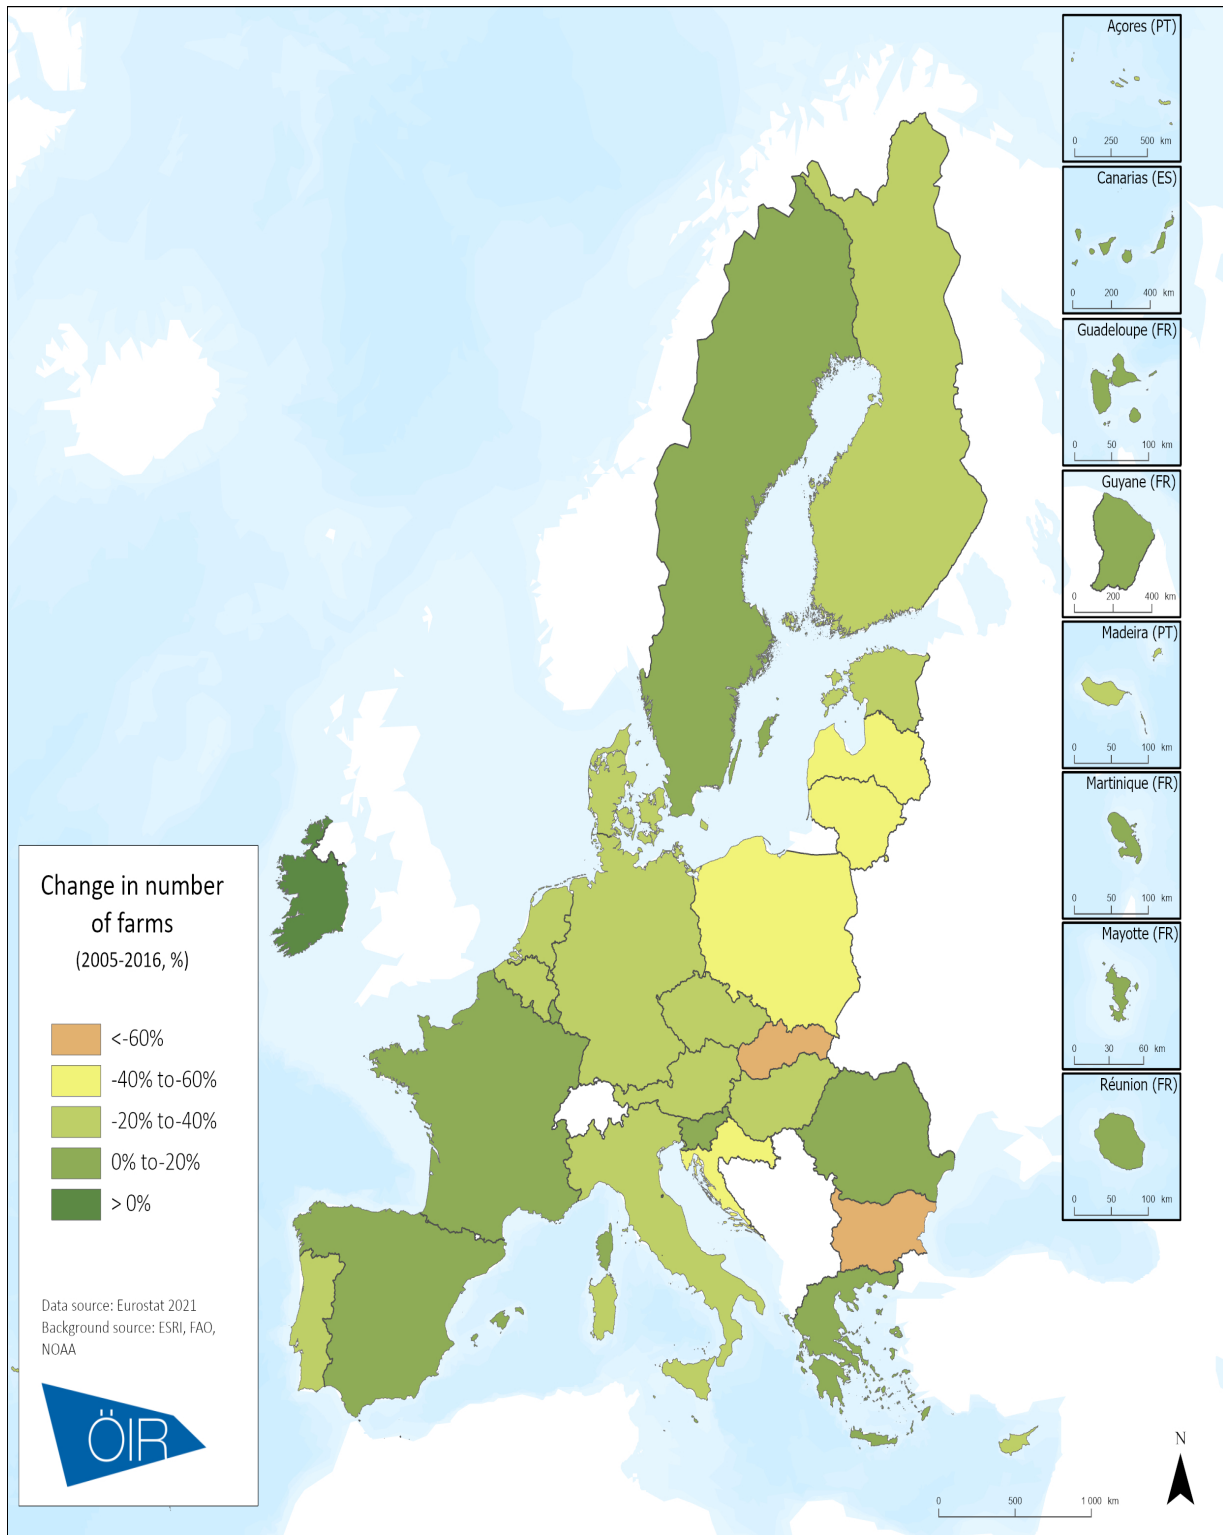 Açores (PT)
0 250 500 km
Canarias (ES)
0 200 400 km
Guadeloupe (FR)
0 50 100 km
Guyane (FR)
0 200 400 km
Madeira (PT)
0 50 100 km
Martinique (FR)
0 50 100 km
Mayotte (FR)
0 30 60 km
Réunion (FR)
0 50 100 km
Change in number
of farms
(2005-2016, %)
<-60%
-40% to-60%
-20% to-40%
0% to-20%
> 0%
Data source: Eurostat 2021
Background source: ESRI, FAO,
NOAA
ÖIR
N
0 500 1 000 km